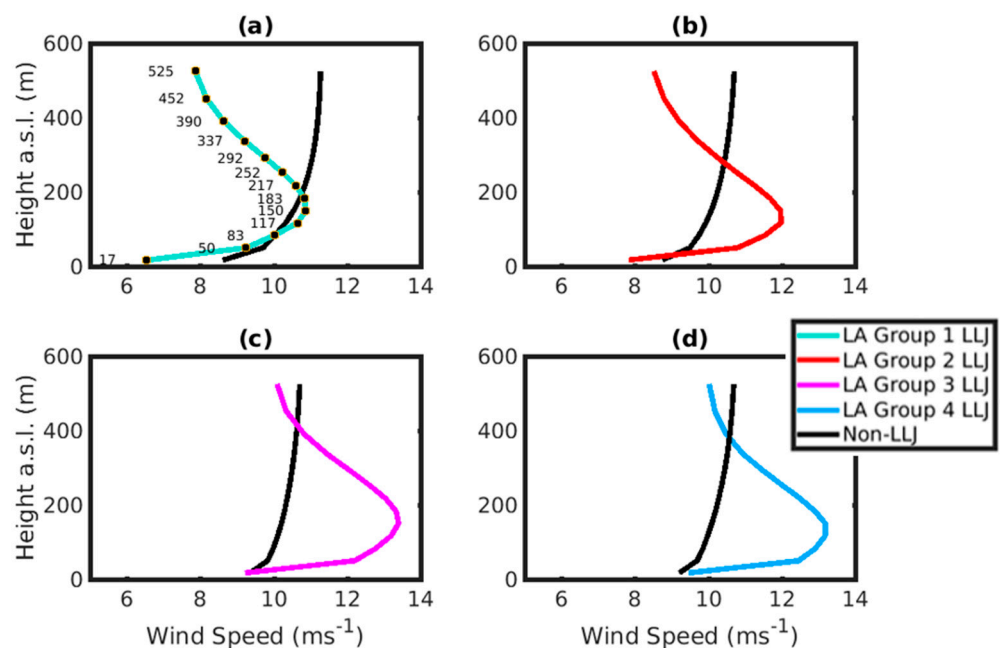 (a)
600
400
200
0
Height a.s.l. (m)
525
452
390
337
292
252
217
183
150
117
83
50
17
6 8 10 12 14
(b)
600
400
200
0
6 8 10 12 14
(c)
600
400
200
0
Height a.s.l. (m)
6 8 10 12 14
Wind Speed (ms⁻¹)
(d)
600
400
200
0
6 8 10 12 14
Wind Speed (ms⁻¹)
LA Group 1 LLJ
LA Group 2 LLJ
LA Group 3 LLJ
LA Group 4 LLJ
Non-LLJ